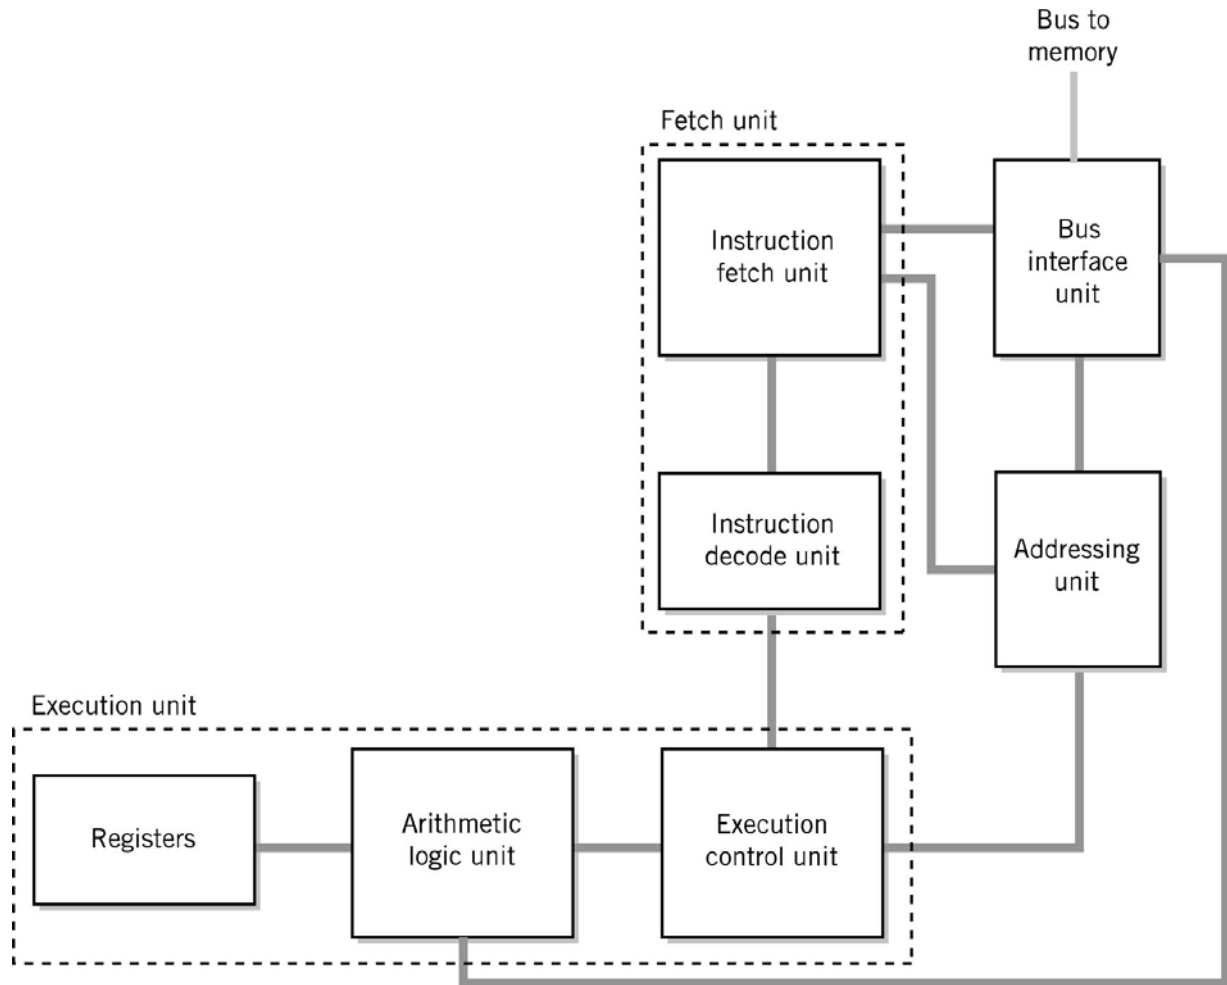 Bus to
memory
Fetch unit
Instruction
fetch unit
Bus
interface
unit
Instruction
decode unit
Addressing
unit
Execution unit
Registers
Arithmetic
logic unit
Execution
control unit